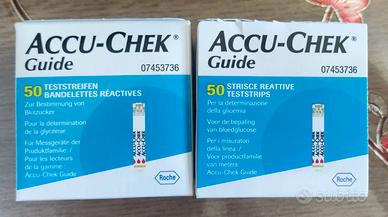 ACCU-CHEK®
Guide
07453736
50 TESTSTREIFEN
BANDELETTES RÉACTIVES
Zur Bestimmung von
Blutzucker
Pour la détermination
de la glycémie
Für Messgeräte der
Produktfamilie / Pour
les lecteurs de la
gamme :
Accu-Chek Guide
Roche
ACCU-CHEK®
Guide
07453736
50 STRISCE REATTIVE
TESTSTRIPS
Per la determinazione
della glicemia
Voor de bepaling
van bloedglucose
Per i misuratori
della linea / Voor
productfamilie van
meters
Accu-Chek Guide
Roche
Subito